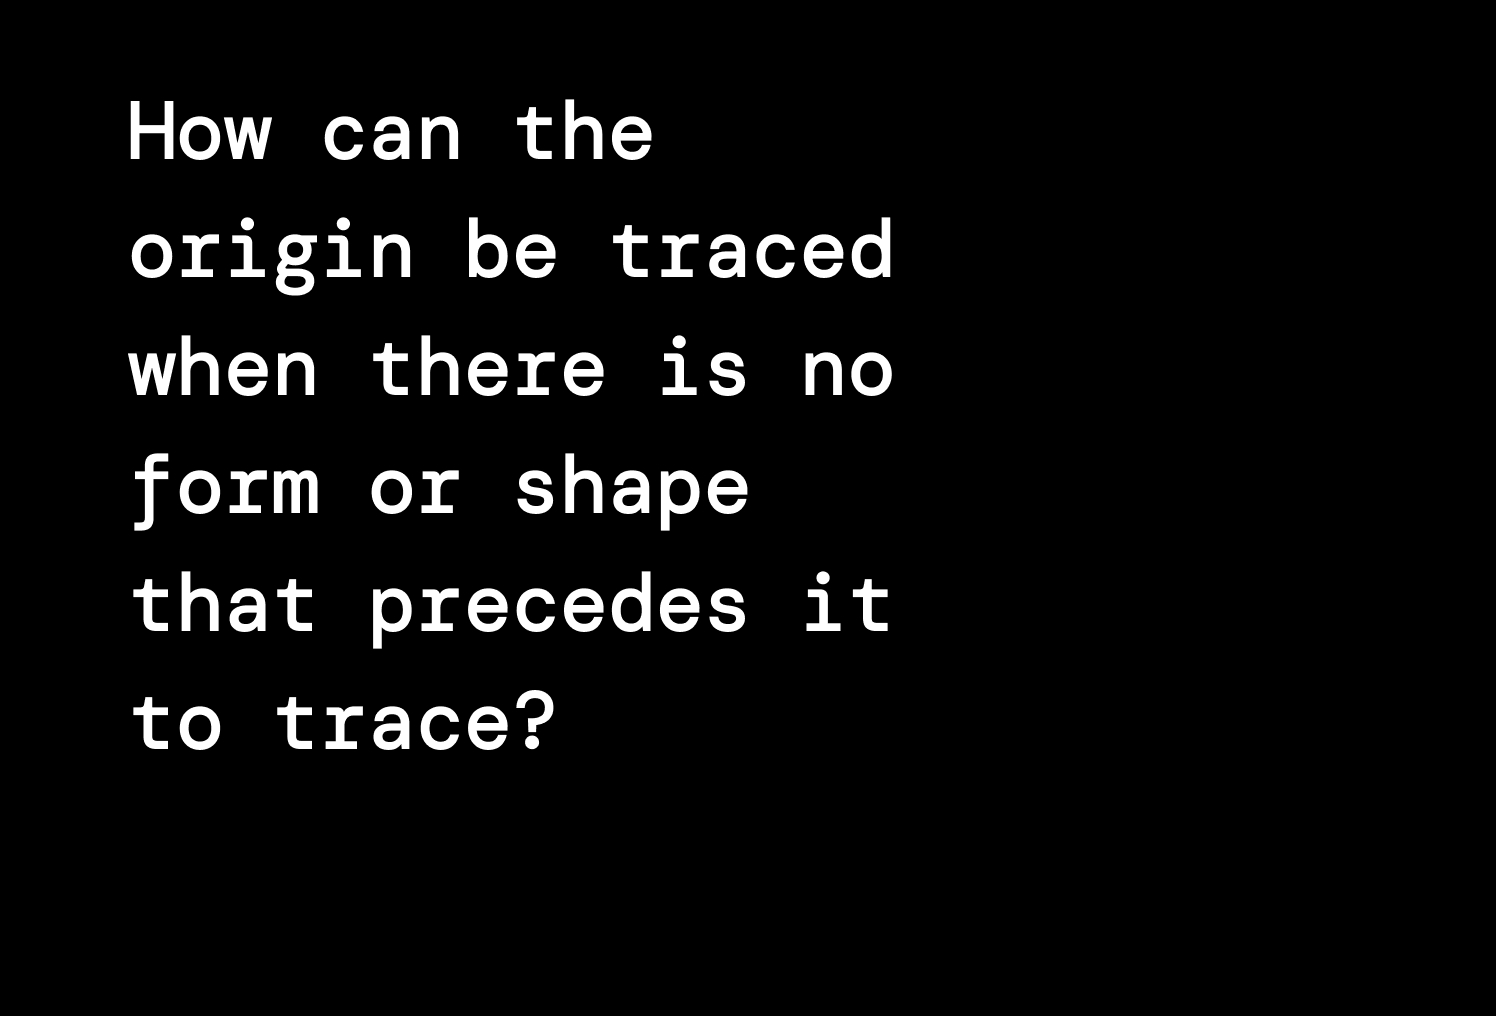 How can the
origin be traced
when there is no
form or shape
that precedes it
to trace?